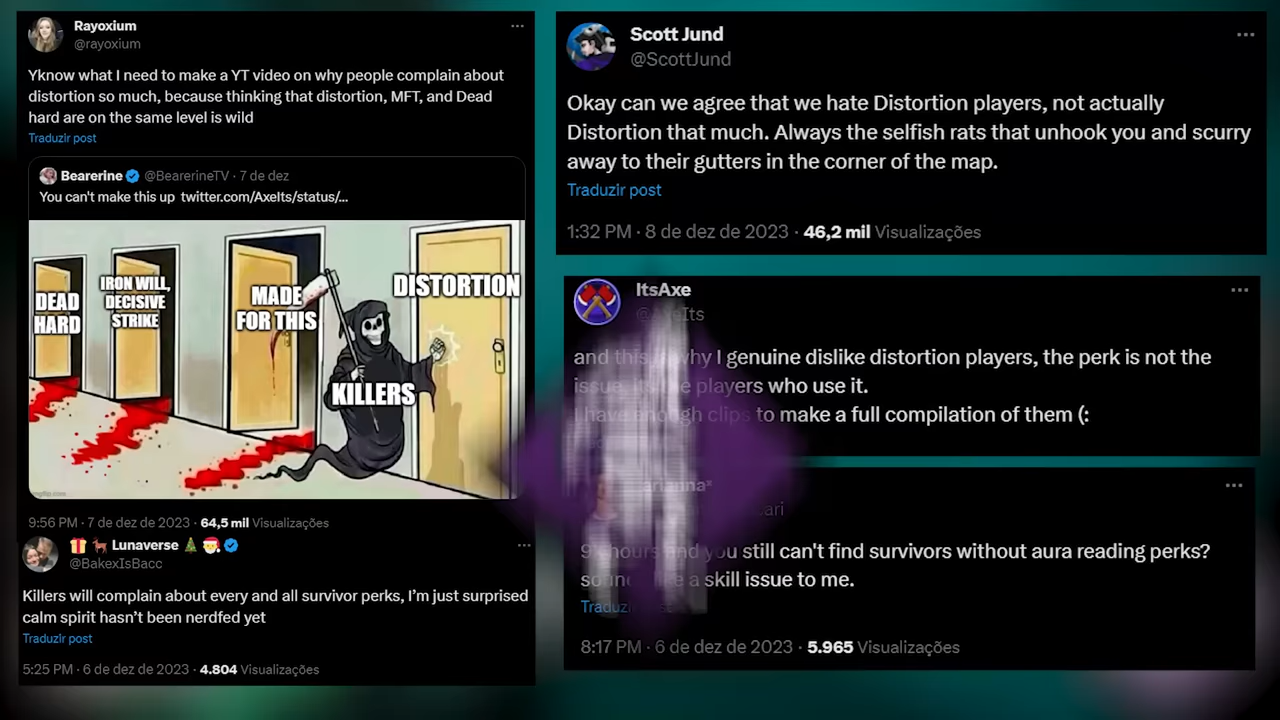 Rayoxium
@rayoxium
Yknow what I need to make a YT video on why people complain about
distortion so much, because thinking that distortion, MFT, and Dead
hard are on the same level is wild
Traduzir post
Bearerine @BearerineTV · 7 de dez
You can't make this up twitter.com/AxeIts/status/...
DEAD
HARD
IRON WILL,
DECISIVE
STRIKE
MADE
FOR THIS
KILLERS
DISTORTION
9:56 PM · 7 de dez de 2023 · 64,5 mil Visualizações
Lunaverse
@BakexIsBacc
Killers will complain about every and all survivor perks, I'm just surprised
calm spirit hasn't been nerfed yet
Traduzir post
5:25 PM · 6 de dez de 2023 · 4.804 Visualizações
Scott Jund
@ScottJund
Okay can we agree that we hate Distortion players, not actually
Distortion that much. Always the selfish rats that unhook you and scurry
away to their gutters in the corner of the map.
Traduzir post
1:32 PM · 8 de dez de 2023 · 46,2 mil Visualizações
ItsAxe
and this why I genuine dislike distortion players, the perk is not the
issue, players who use it.
I have enough clips to make a full compilation of them (:
hours and you still can't find survivors without aura reading perks?
a skill issue to me.
8:17 PM · 6 de dez de 2023 · 5.965 Visualizações